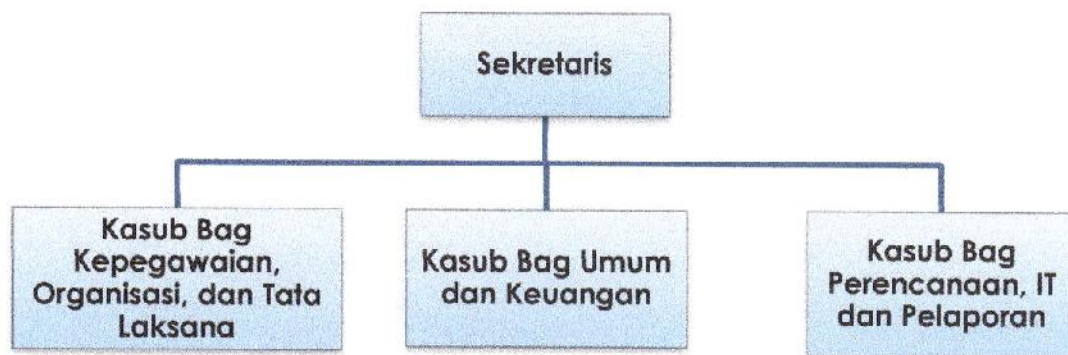 Sekretaris
Kasub Bag
Kepegawaian,
Organisasi, dan Tata
Laksana
Kasub Bag Umum
dan Keuangan
Kasub Bag
Perencanaan, IT
dan Pelaporan